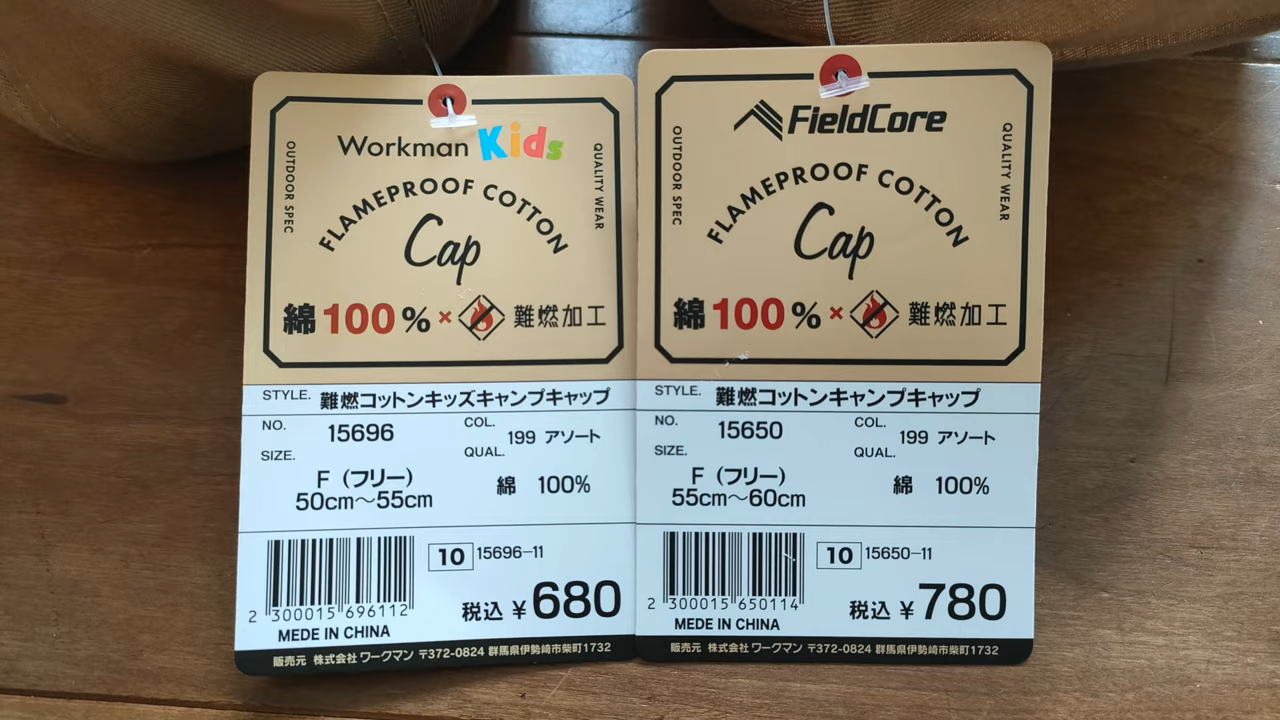 Workman Kids
OUTDOOR SPEC
QUALITY WEAR
FLAMEPROOF COTTON
Cap
綿100%×難燃加工
STYLE. 難燃コットンキッズキャンプキャップ
NO. 15696
COL. 199 アソート
SIZE. F（フリー）
50cm～55cm
QUAL. 綿 100%
10 15696-11
2 300015 696112
税込 ¥680
MEDE IN CHINA
販売元 株式会社 ワークマン 〒372-0824 群馬県伊勢崎市柴町1732
FieldCore
OUTDOOR SPEC
QUALITY WEAR
FLAMEPROOF COTTON
Cap
綿100%×難燃加工
STYLE. 難燃コットンキャンプキャップ
NO. 15650
COL. 199 アソート
SIZE. F（フリー）
55cm～60cm
QUAL. 綿 100%
10 15650-11
2 300015 650114
税込 ¥780
MEDE IN CHINA
販売元 株式会社 ワークマン 〒372-0824 群馬県伊勢崎市柴町1732